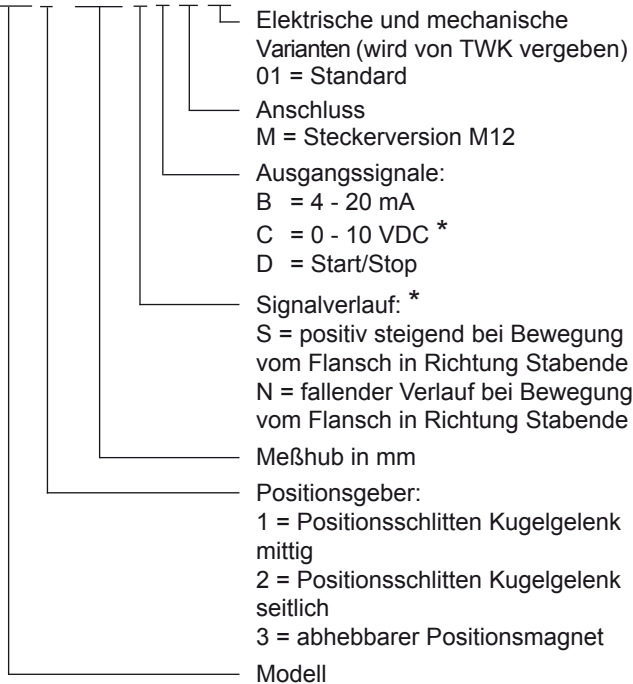 Elektrische und mechanische
Varianten (wird von TWK vergeben)
01 = Standard
Anschluss
M = Steckerversion M12
Ausgangssignale:
B = 4 - 20 mA
C = 0 - 10 VDC *
D = Start/Stop
Signalverlauf: *
S = positiv steigend bei Bewegung
vom Flansch in Richtung Stabende
N = fallender Verlauf bei Bewegung
vom Flansch in Richtung Stabende
Meßhub in mm
Positionsgeber:
1 = Positionsschlitten Kugelgelenk
mittig
2 = Positionsschlitten Kugelgelenk
seitlich
3 = abhebbarer Positionsmagnet
Modell